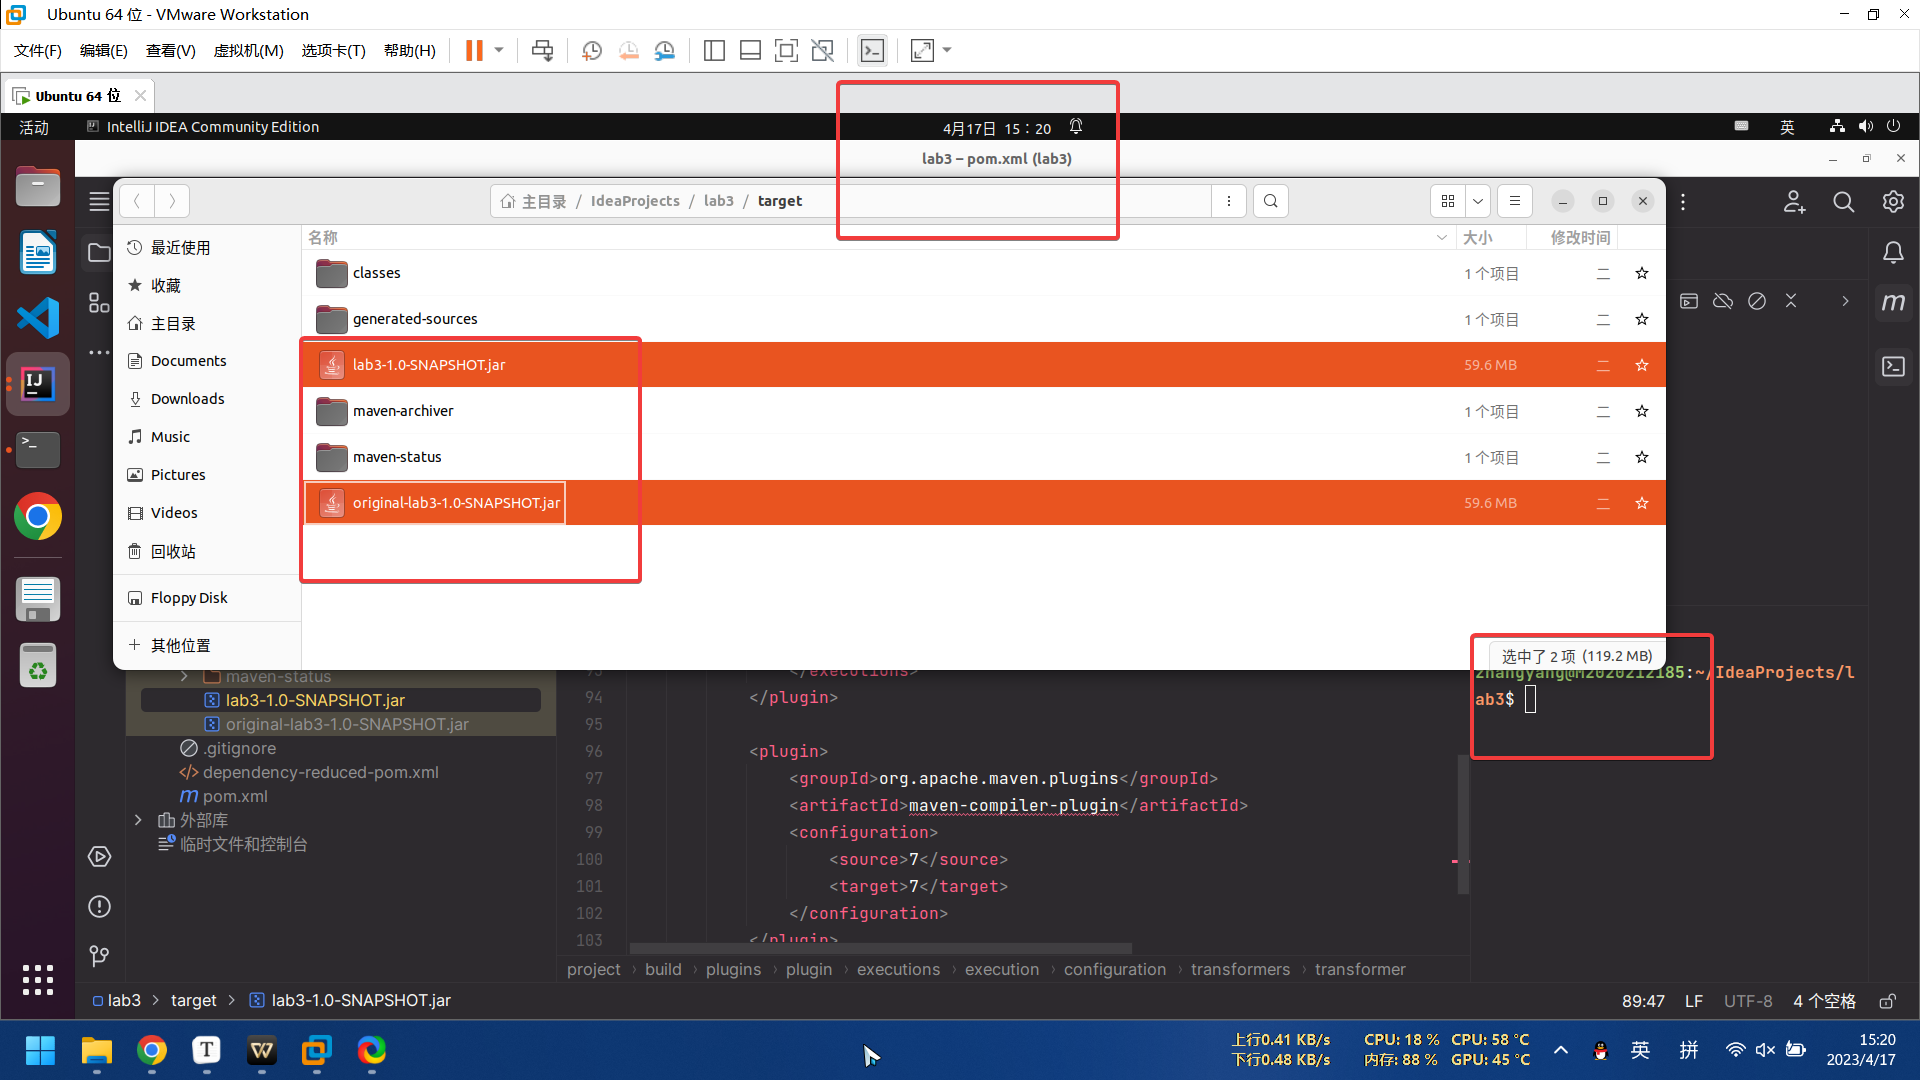 Ubuntu 64 位 - VMware Workstation
文件(F) 编辑(E) 查看(V) 虚拟机(M) 选项卡(T) 帮助(H)
Ubuntu 64 位
活动 IntelliJ IDEA Community Edition 4月17日 15：20 英
lab3 – pom.xml (lab3)
主目录 / IdeaProjects / lab3 / target
名称 大小 修改时间
最近使用
收藏
主目录
Documents
Downloads
Music
Pictures
Videos
回收站
Floppy Disk
其他位置
classes 1 个项目 二
generated-sources 1 个项目 二
lab3-1.0-SNAPSHOT.jar 59.6 MB 二
maven-archiver 1 个项目 二
maven-status 1 个项目 二
original-lab3-1.0-SNAPSHOT.jar 59.6 MB 二
选中了 2 项 (119.2 MB)
zhangyang@M2020212185:~/IdeaProjects/l
ab3$
maven-status
lab3-1.0-SNAPSHOT.jar
original-lab3-1.0-SNAPSHOT.jar
.gitignore
dependency-reduced-pom.xml
pom.xml
外部库
临时文件和控制台
93 </executions>
94 </plugin>
95
96 <plugin>
97 <groupId>org.apache.maven.plugins</groupId>
98 <artifactId>maven-compiler-plugin</artifactId>
99 <configuration>
100 <source>7</source>
101 <target>7</target>
102 </configuration>
103 </plugin>
project › build › plugins › plugin › executions › execution › configuration › transformers › transformer
lab3 > target > lab3-1.0-SNAPSHOT.jar 89:47 LF UTF-8 4 个空格
上行0.41 KB/s CPU: 18 % CPU: 58 °C
下行0.48 KB/s 内存: 88 % GPU: 45 °C
英 拼
15:20
2023/4/17